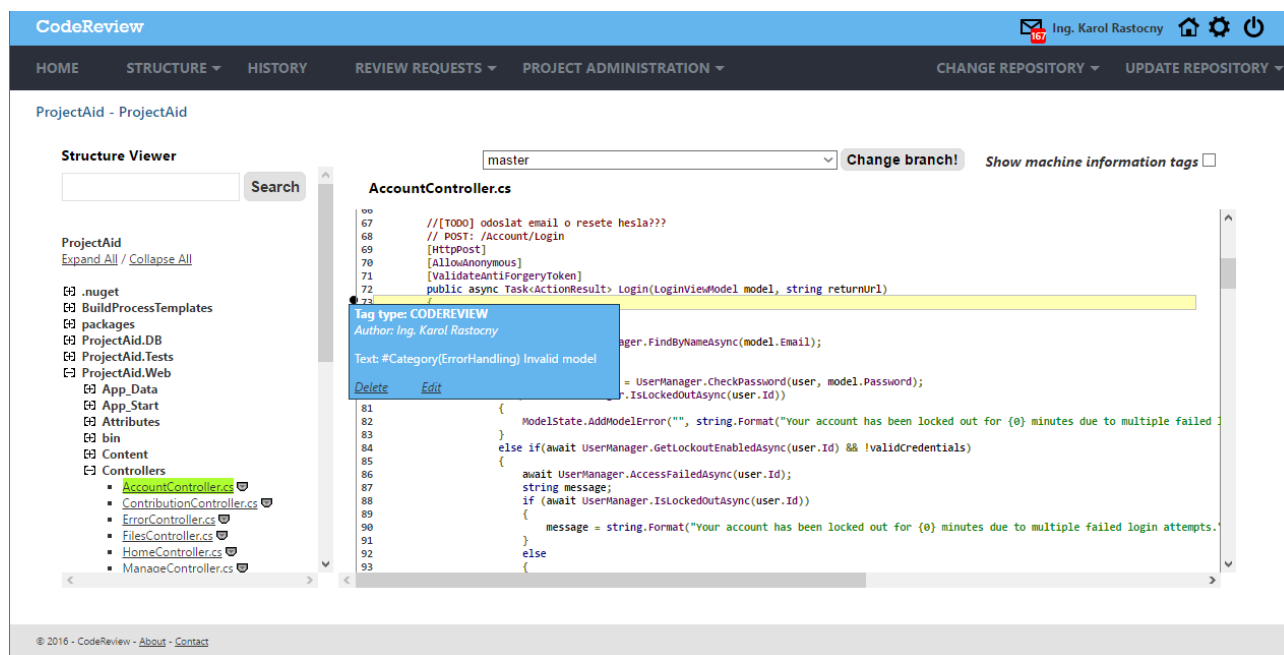 CodeReview
167 Ing. Karol Rastocny
HOME STRUCTURE HISTORY REVIEW REQUESTS PROJECT ADMINISTRATION CHANGE REPOSITORY UPDATE REPOSITORY
ProjectAid - ProjectAid
Structure Viewer
Search
ProjectAid
Expand All / Collapse All
.nuget
BuildProcessTemplates
packages
ProjectAid.DB
ProjectAid.Tests
ProjectAid.Web
App_Data
App_Start
Attributes
bin
Content
Controllers
AccountController.cs
ContributionController.cs
ErrorController.cs
FilesController.cs
HomeController.cs
ManageController.cs
master Change branch! Show machine information tags
AccountController.cs
66
67 //[TODO] odoslat email o resete hesla???
68 // POST: /Account/Login
69 [HttpPost]
70 [AllowAnonymous]
71 [ValidateAntiForgeryToken]
72 public async Task<ActionResult> Login(LoginViewModel model, string returnUrl)
73 {
Tag type: CODEREVIEW
Author: Ing. Karol Rastocny
Text: #Category(ErrorHandling) Invalid model
Delete Edit
ager.FindByNameAsync(model.Email);
= UserManager.CheckPassword(user, model.Password);
r.IsLockedOutAsync(user.Id))
81 {
82 ModelState.AddModelError("", string.Format("Your account has been locked out for {0} minutes due to multiple failed
83 }
84 else if(await UserManager.GetLockoutEnabledAsync(user.Id) && !validCredentials)
85 {
86 await UserManager.AccessFailedAsync(user.Id);
87 string message;
88 if (await UserManager.IsLockedOutAsync(user.Id))
89 {
90 message = string.Format("Your account has been locked out for {0} minutes due to multiple failed login attempts."
91 }
92 else
93 {
© 2016 - CodeReview - About - Contact